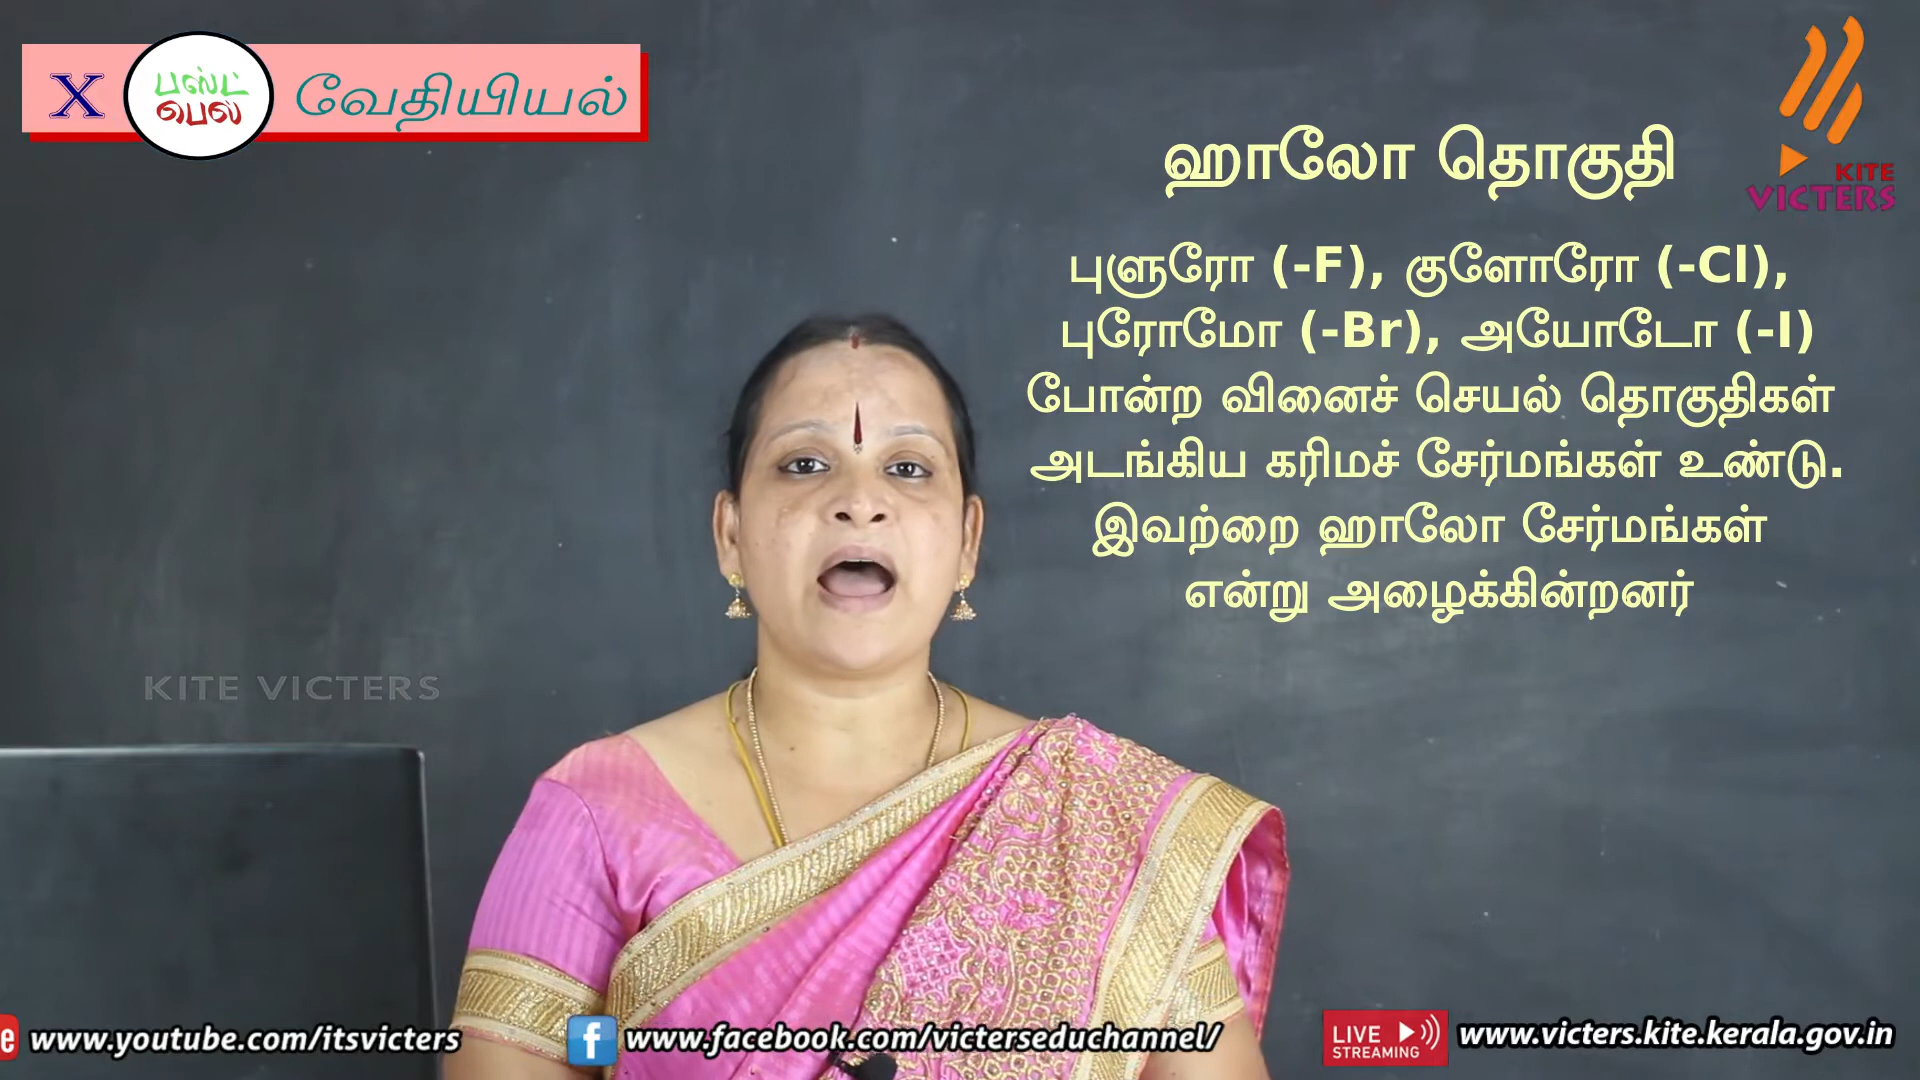 X பஸ்ட் பெல் வேதியியல்
KITE VICTERS
ஹாலோ தொகுதி
புளுரோ (-F), குளோரோ (-Cl),
புரோமோ (-Br), அயோடோ (-I)
போன்ற வினைச் செயல் தொகுதிகள்
அடங்கிய கரிமச் சேர்மங்கள் உண்டு.
இவற்றை ஹாலோ சேர்மங்கள்
என்று அழைக்கின்றனர்
KITE VICTERS
e www.youtube.com/itsvicters
f www.facebook.com/victerseduchannel/
LIVE STREAMING www.victers.kite.kerala.gov.in